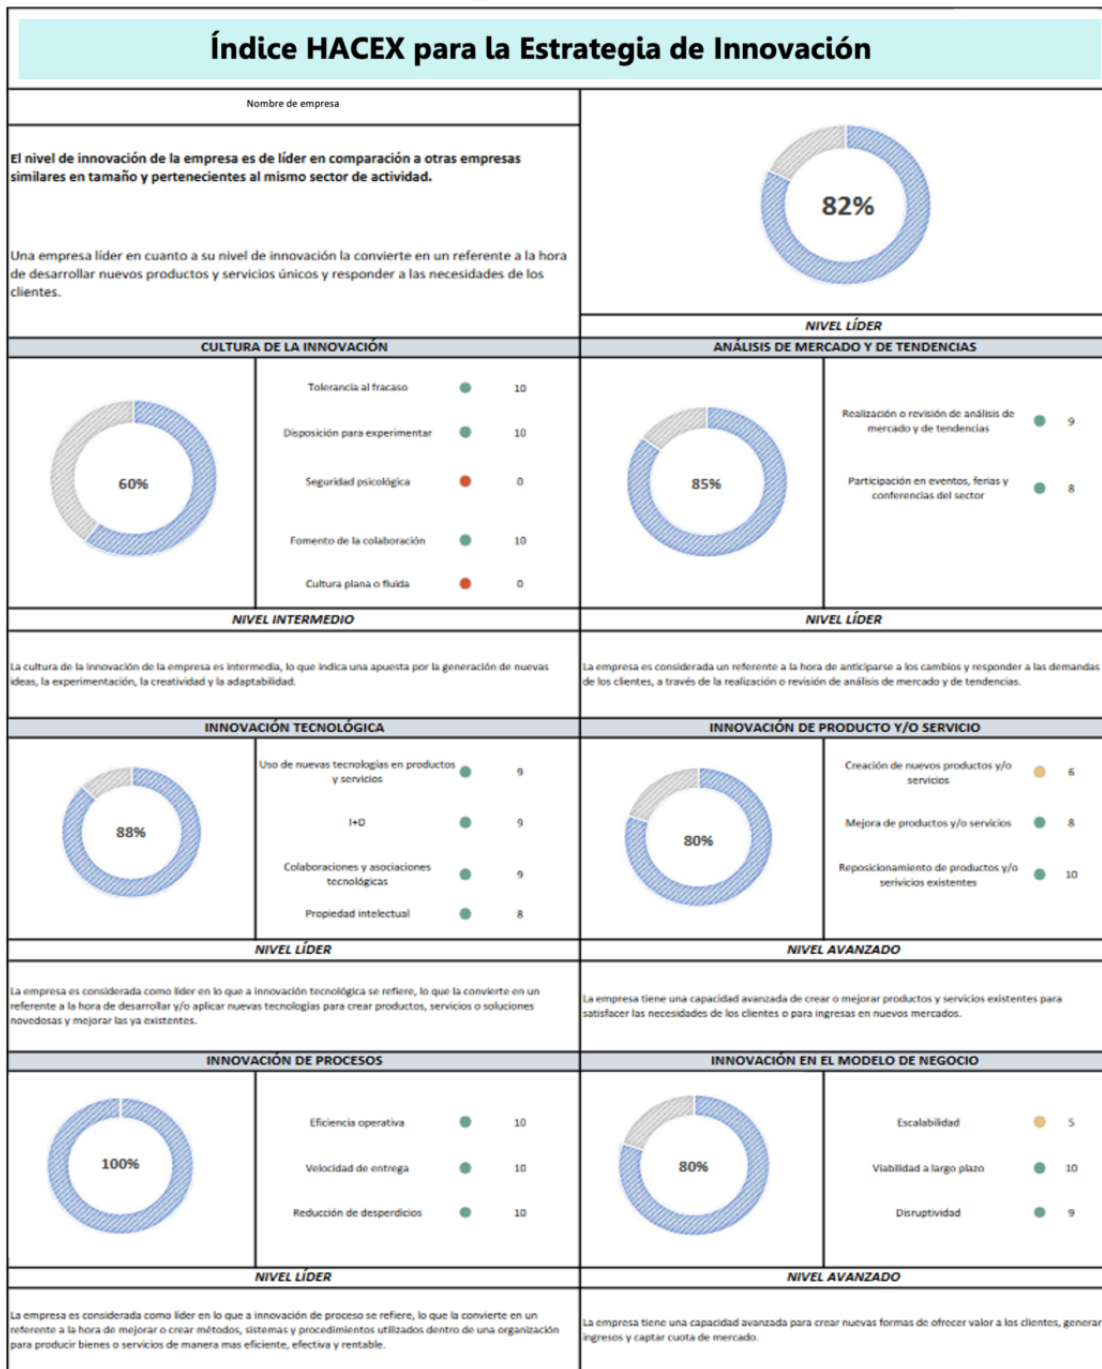 Índice HACEX para la Estrategia de Innovación
Nombre de empresa
El nivel de innovación de la empresa es de líder en comparación a otras empresas
similares en tamaño y pertenecientes al mismo sector de actividad.
Una empresa líder en cuanto a su nivel de innovación la convierte en un referente a la hora
de desarrollar nuevos productos y servicios únicos y responder a las necesidades de los
clientes.
82%
NIVEL LÍDER
CULTURA DE LA INNOVACIÓN
60%
Tolerancia al fracaso 10
Disposición para experimentar 10
Seguridad psicológica 0
Fomento de la colaboración 10
Cultura plana o fluida 0
NIVEL INTERMEDIO
La cultura de la innovación de la empresa es intermedia, lo que indica una apuesta por la generación de nuevas
ideas, la experimentación, la creatividad y la adaptabilidad.
ANÁLISIS DE MERCADO Y DE TENDENCIAS
85%
Realización o revisión de análisis de
mercado y de tendencias 9
Participación en eventos, ferias y
conferencias del sector 8
NIVEL LÍDER
La empresa es considerada un referente a la hora de anticiparse a los cambios y responder a las demandas
de los clientes, a través de la realización o revisión de análisis de mercado y de tendencias.
INNOVACIÓN TECNOLÓGICA
88%
Uso de nuevas tecnologías en productos
y servicios 9
I+D 9
Colaboraciones y asociaciones
tecnológicas 9
Propiedad intelectual 8
NIVEL LÍDER
La empresa es considerada como líder en lo que a innovación tecnológica se refiere, lo que la convierte en un
referente a la hora de desarrollar y/o aplicar nuevas tecnologías para crear productos, servicios o soluciones
novedosas y mejorar las ya existentes.
INNOVACIÓN DE PRODUCTO Y/O SERVICIO
80%
Creación de nuevos productos y/o
servicios 6
Mejora de productos y/o servicios 8
Reposicionamiento de productos y/o
serivicios existentes 10
NIVEL AVANZADO
La empresa tiene una capacidad avanzada de crear o mejorar productos y servicios existentes para
satisfacer las necesidades de los clientes o para ingresas en nuevos mercados.
INNOVACIÓN DE PROCESOS
100%
Eficiencia operativa 10
Velocidad de entrega 10
Reducción de desperdicios 10
NIVEL LÍDER
La empresa es considerada como líder en lo que a innovación de proceso se refiere, lo que la convierte en un
referente a la hora de mejorar o crear métodos, sistemas y procedimientos utilizados dentro de una organización
para producir bienes o servicios de manera mas eficiente, efectiva y rentable.
INNOVACIÓN EN EL MODELO DE NEGOCIO
80%
Escalabilidad 5
Viabilidad a largo plazo 10
Disruptividad 9
NIVEL AVANZADO
La empresa tiene una capacidad avanzada para crear nuevas formas de ofrecer valor a los clientes, generar
ingresos y captar cuota de mercado.